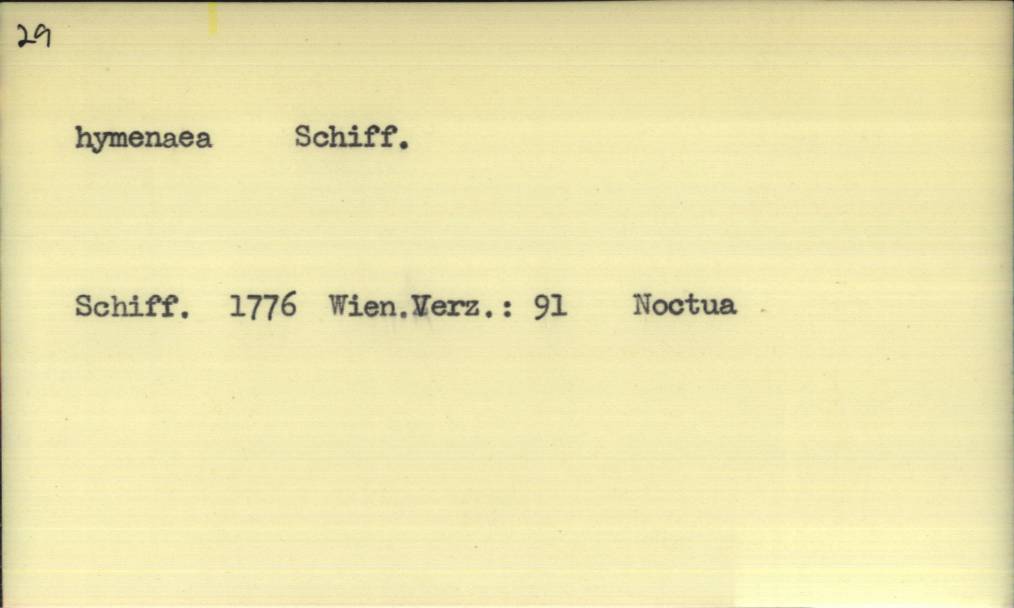 29
hymenaea Schiff.
Schiff. 1776 Wien.Verz.: 91 Noctua